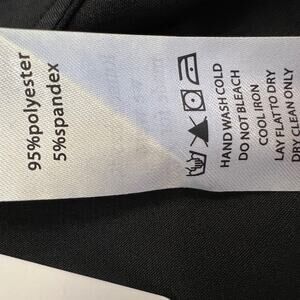 95%polyester
5%spandex
HAND WASH COLD
DO NOT BLEACH
COOL IRON
LAY FLAT TO DRY
DRY CLEAN ONLY